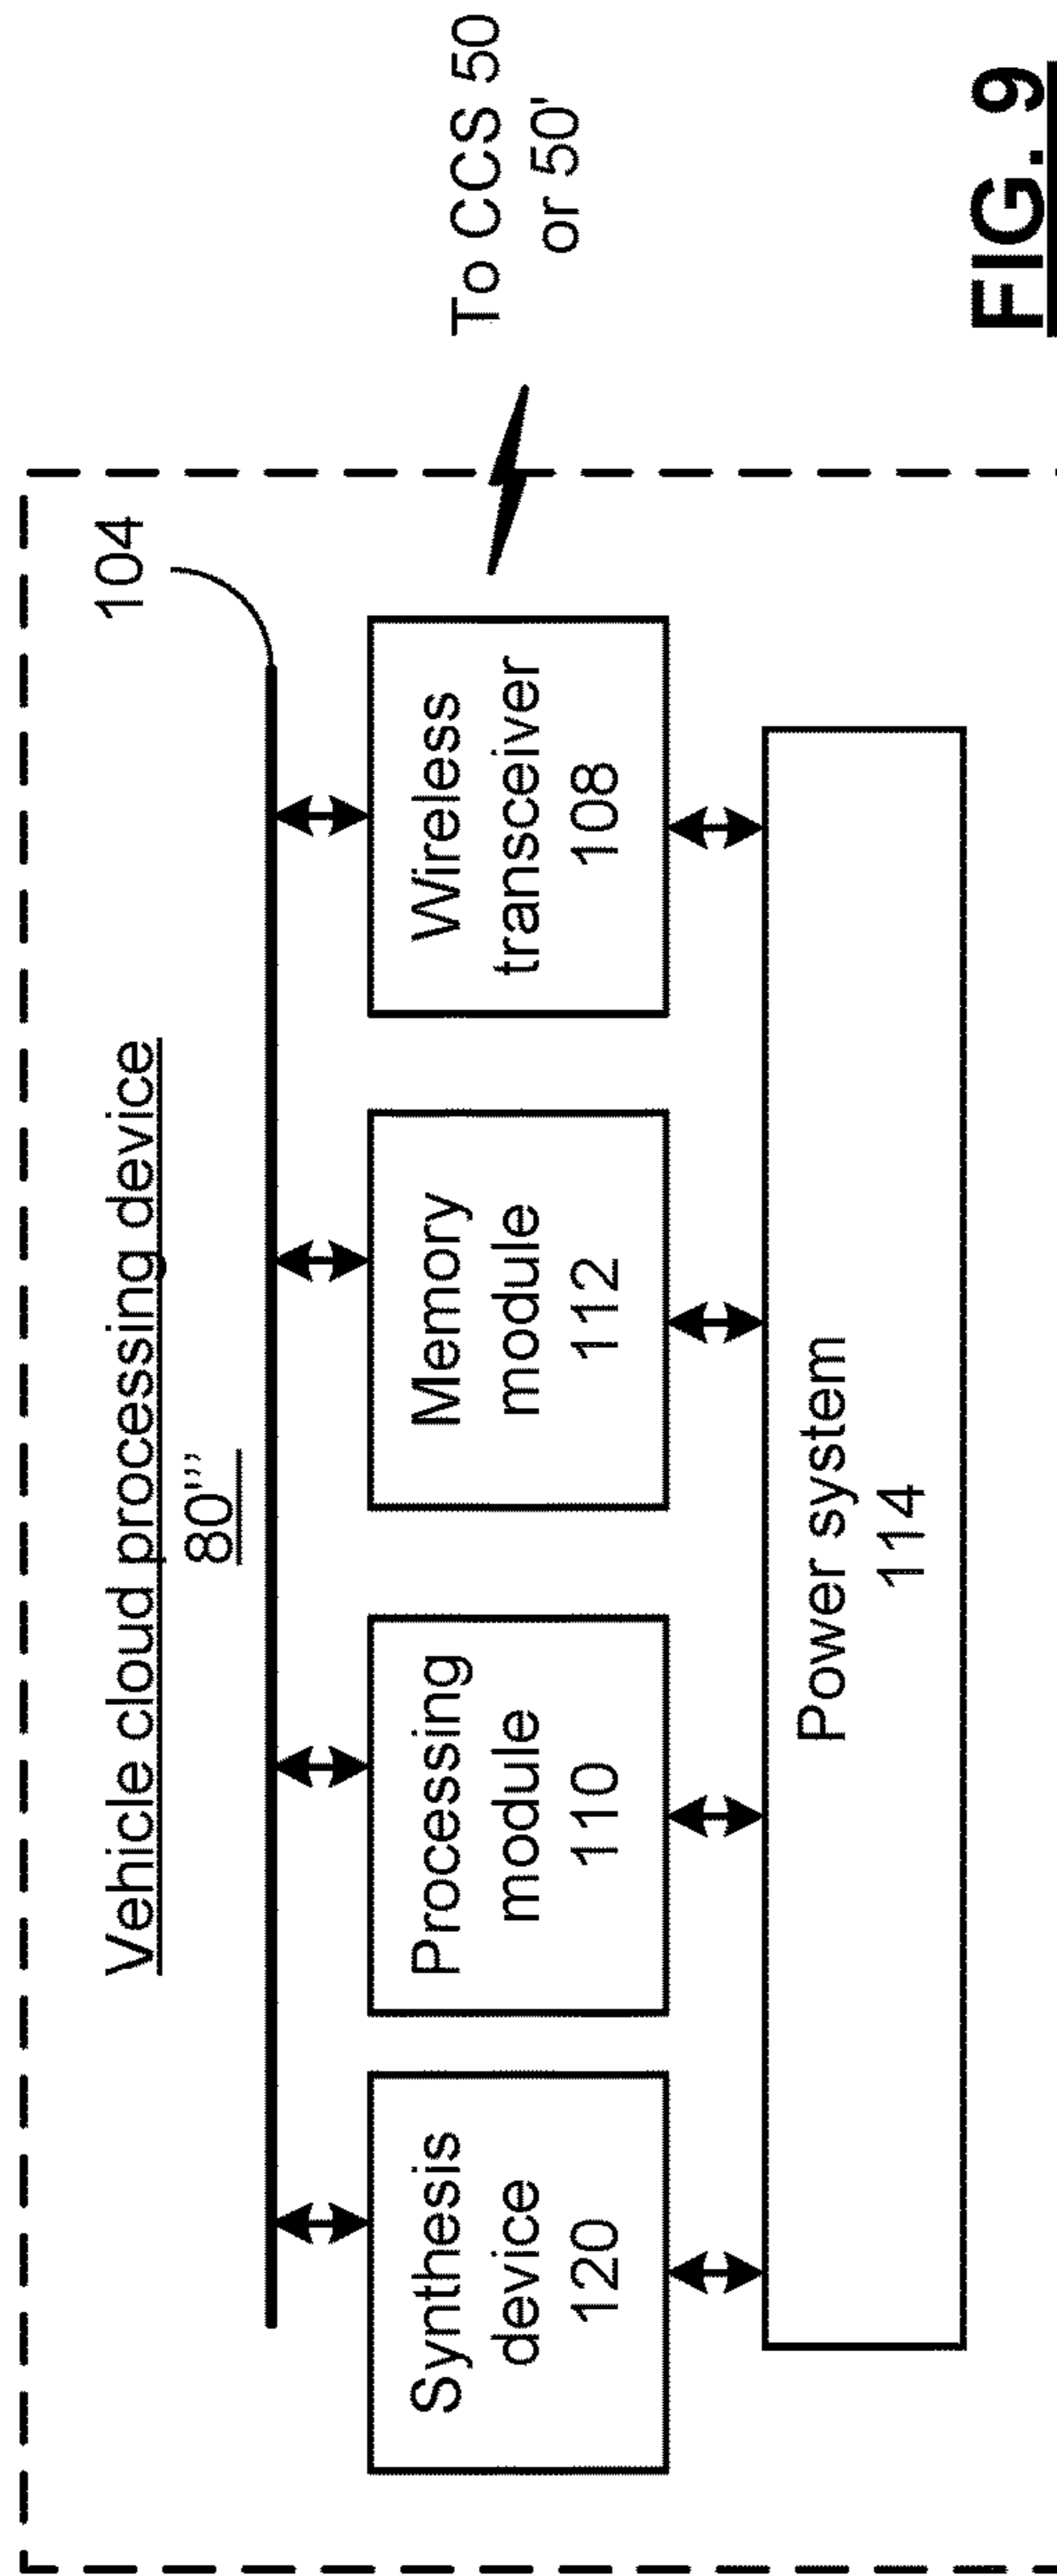 Vehicle cloud processing device
80'''
104
Synthesis
device
120
Processing
module
110
Memory
module
112
Wireless
transceiver
108
To CCS 50
or 50'
Power system
114
FIG. 9